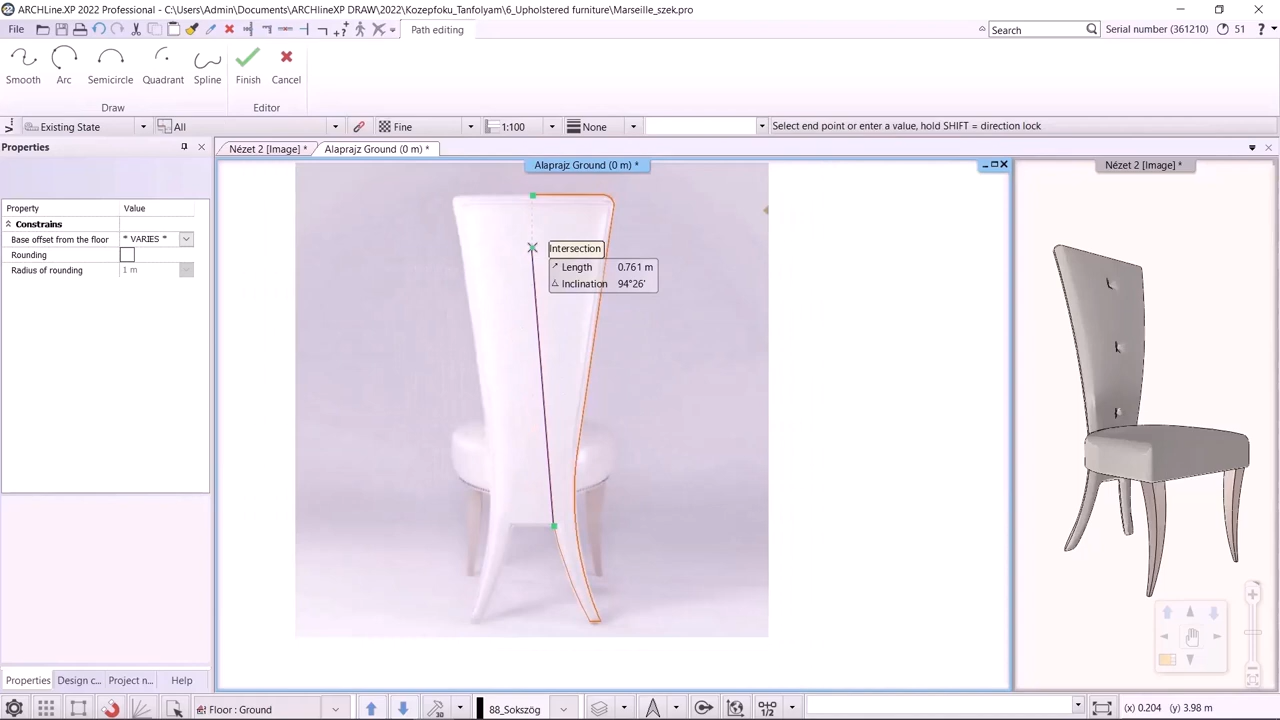 ARCHLine.XP 2022 Professional - C:\Users\Admin\Documents\ARCHlineXP DRAW\2022\Kozepfoku_Tanfolyam\6_Upholstered furniture\Marseille_szek.pro
File
Path editing
Search
Serial number (361210)
51
?
Smooth
Arc
Semicircle
Quadrant
Spline
Finish
Cancel
Draw
Editor
Existing State
All
Fine
1:100
None
Select end point or enter a value, hold SHIFT = direction lock
Properties
Nézet 2 [Image] *
Alaprajz Ground (0 m) *
Alaprajz Ground (0 m) *
Nézet 2 [Image] *
Property
Value
Constrains
Base offset from the floor
* VARIES *
Rounding
Radius of rounding
1 m
Intersection
Length
0.761 m
Inclination
94°26'
Properties
Design c...
Project n...
Help
Floor : Ground
88_Sokszög
(x) 0.204
(y) 3.98 m